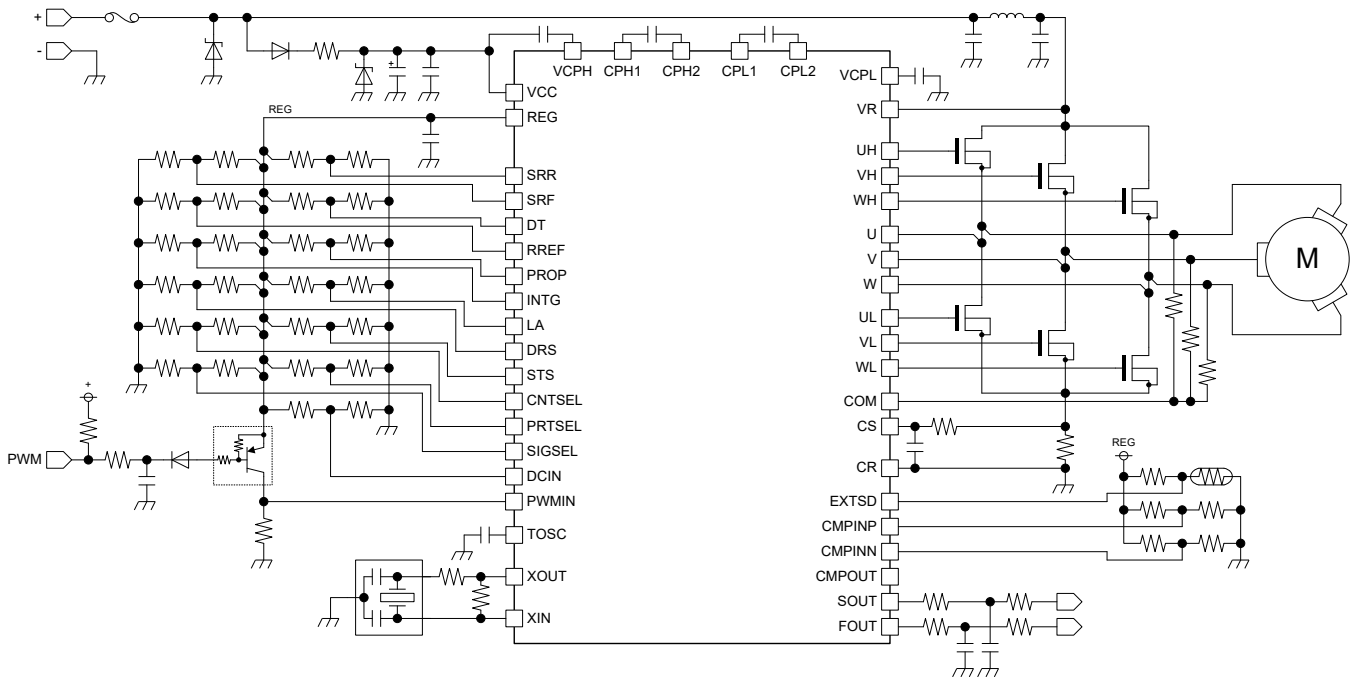 +
-
VCPH
CPH1
CPH2
CPL1
CPL2
VCC
REG
REG
SRR
SRF
DT
RREF
PROP
INTG
LA
DRS
STS
CNTSEL
PRTSEL
SIGSEL
DCIN
PWMIN
TOSC
XOUT
XIN
+
PWM
+
VCPL
VR
UH
VH
WH
U
V
W
UL
VL
WL
COM
CS
CR
EXTSD
CMPINP
CMPINN
CMPOUT
SOUT
FOUT
M
REG